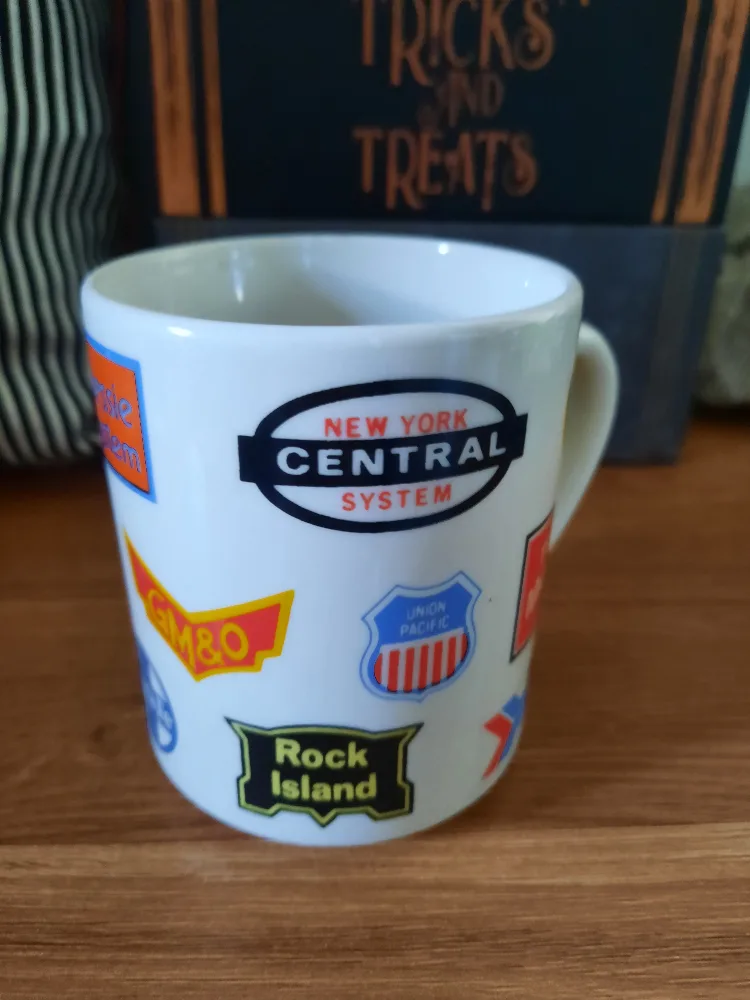 TRICKS
AND
TREATS
NEW YORK
CENTRAL
SYSTEM
GM&O
UNION
PACIFIC
Rock
Island